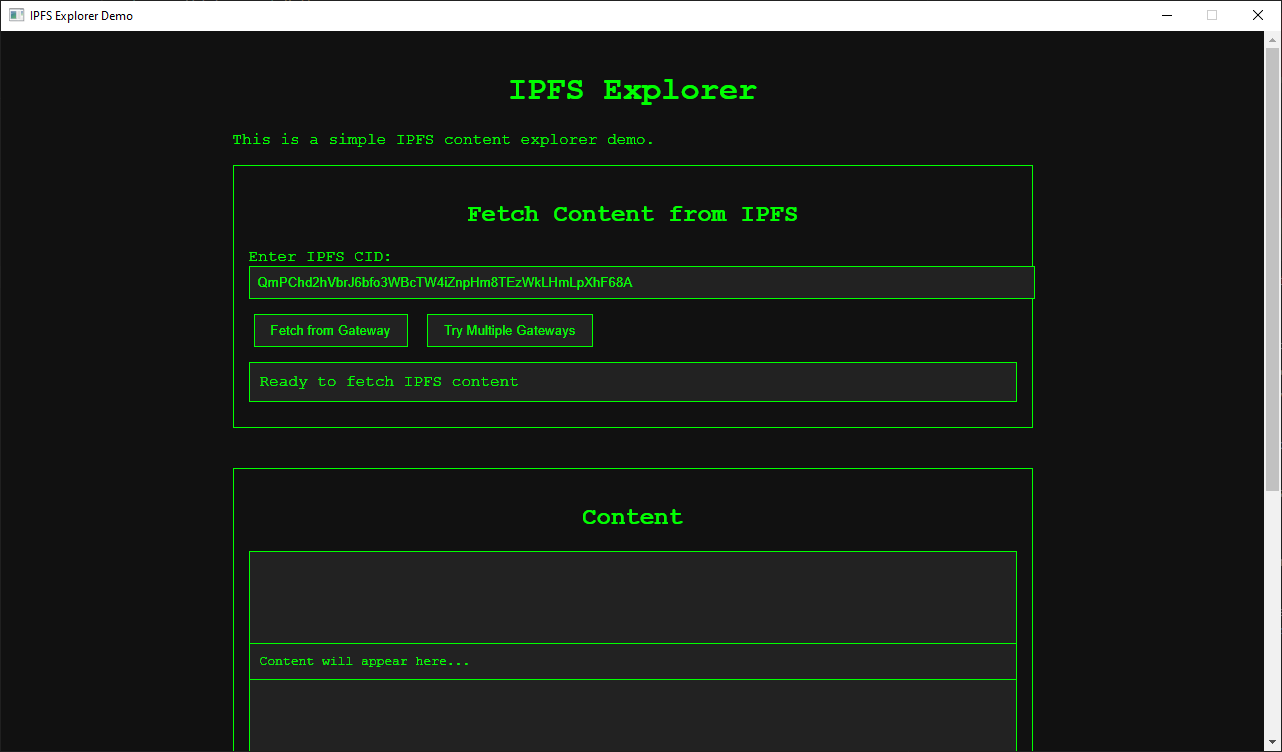 IPFS Explorer Demo
IPFS Explorer
This is a simple IPFS content explorer demo.
Fetch Content from IPFS
Enter IPFS CID:
QmPChd2hVbrJ6bfo3WBcTW4iZnpHm8TEzWkLHmLpXhF68A
Fetch from Gateway
Try Multiple Gateways
Ready to fetch IPFS content
Content
Content will appear here...